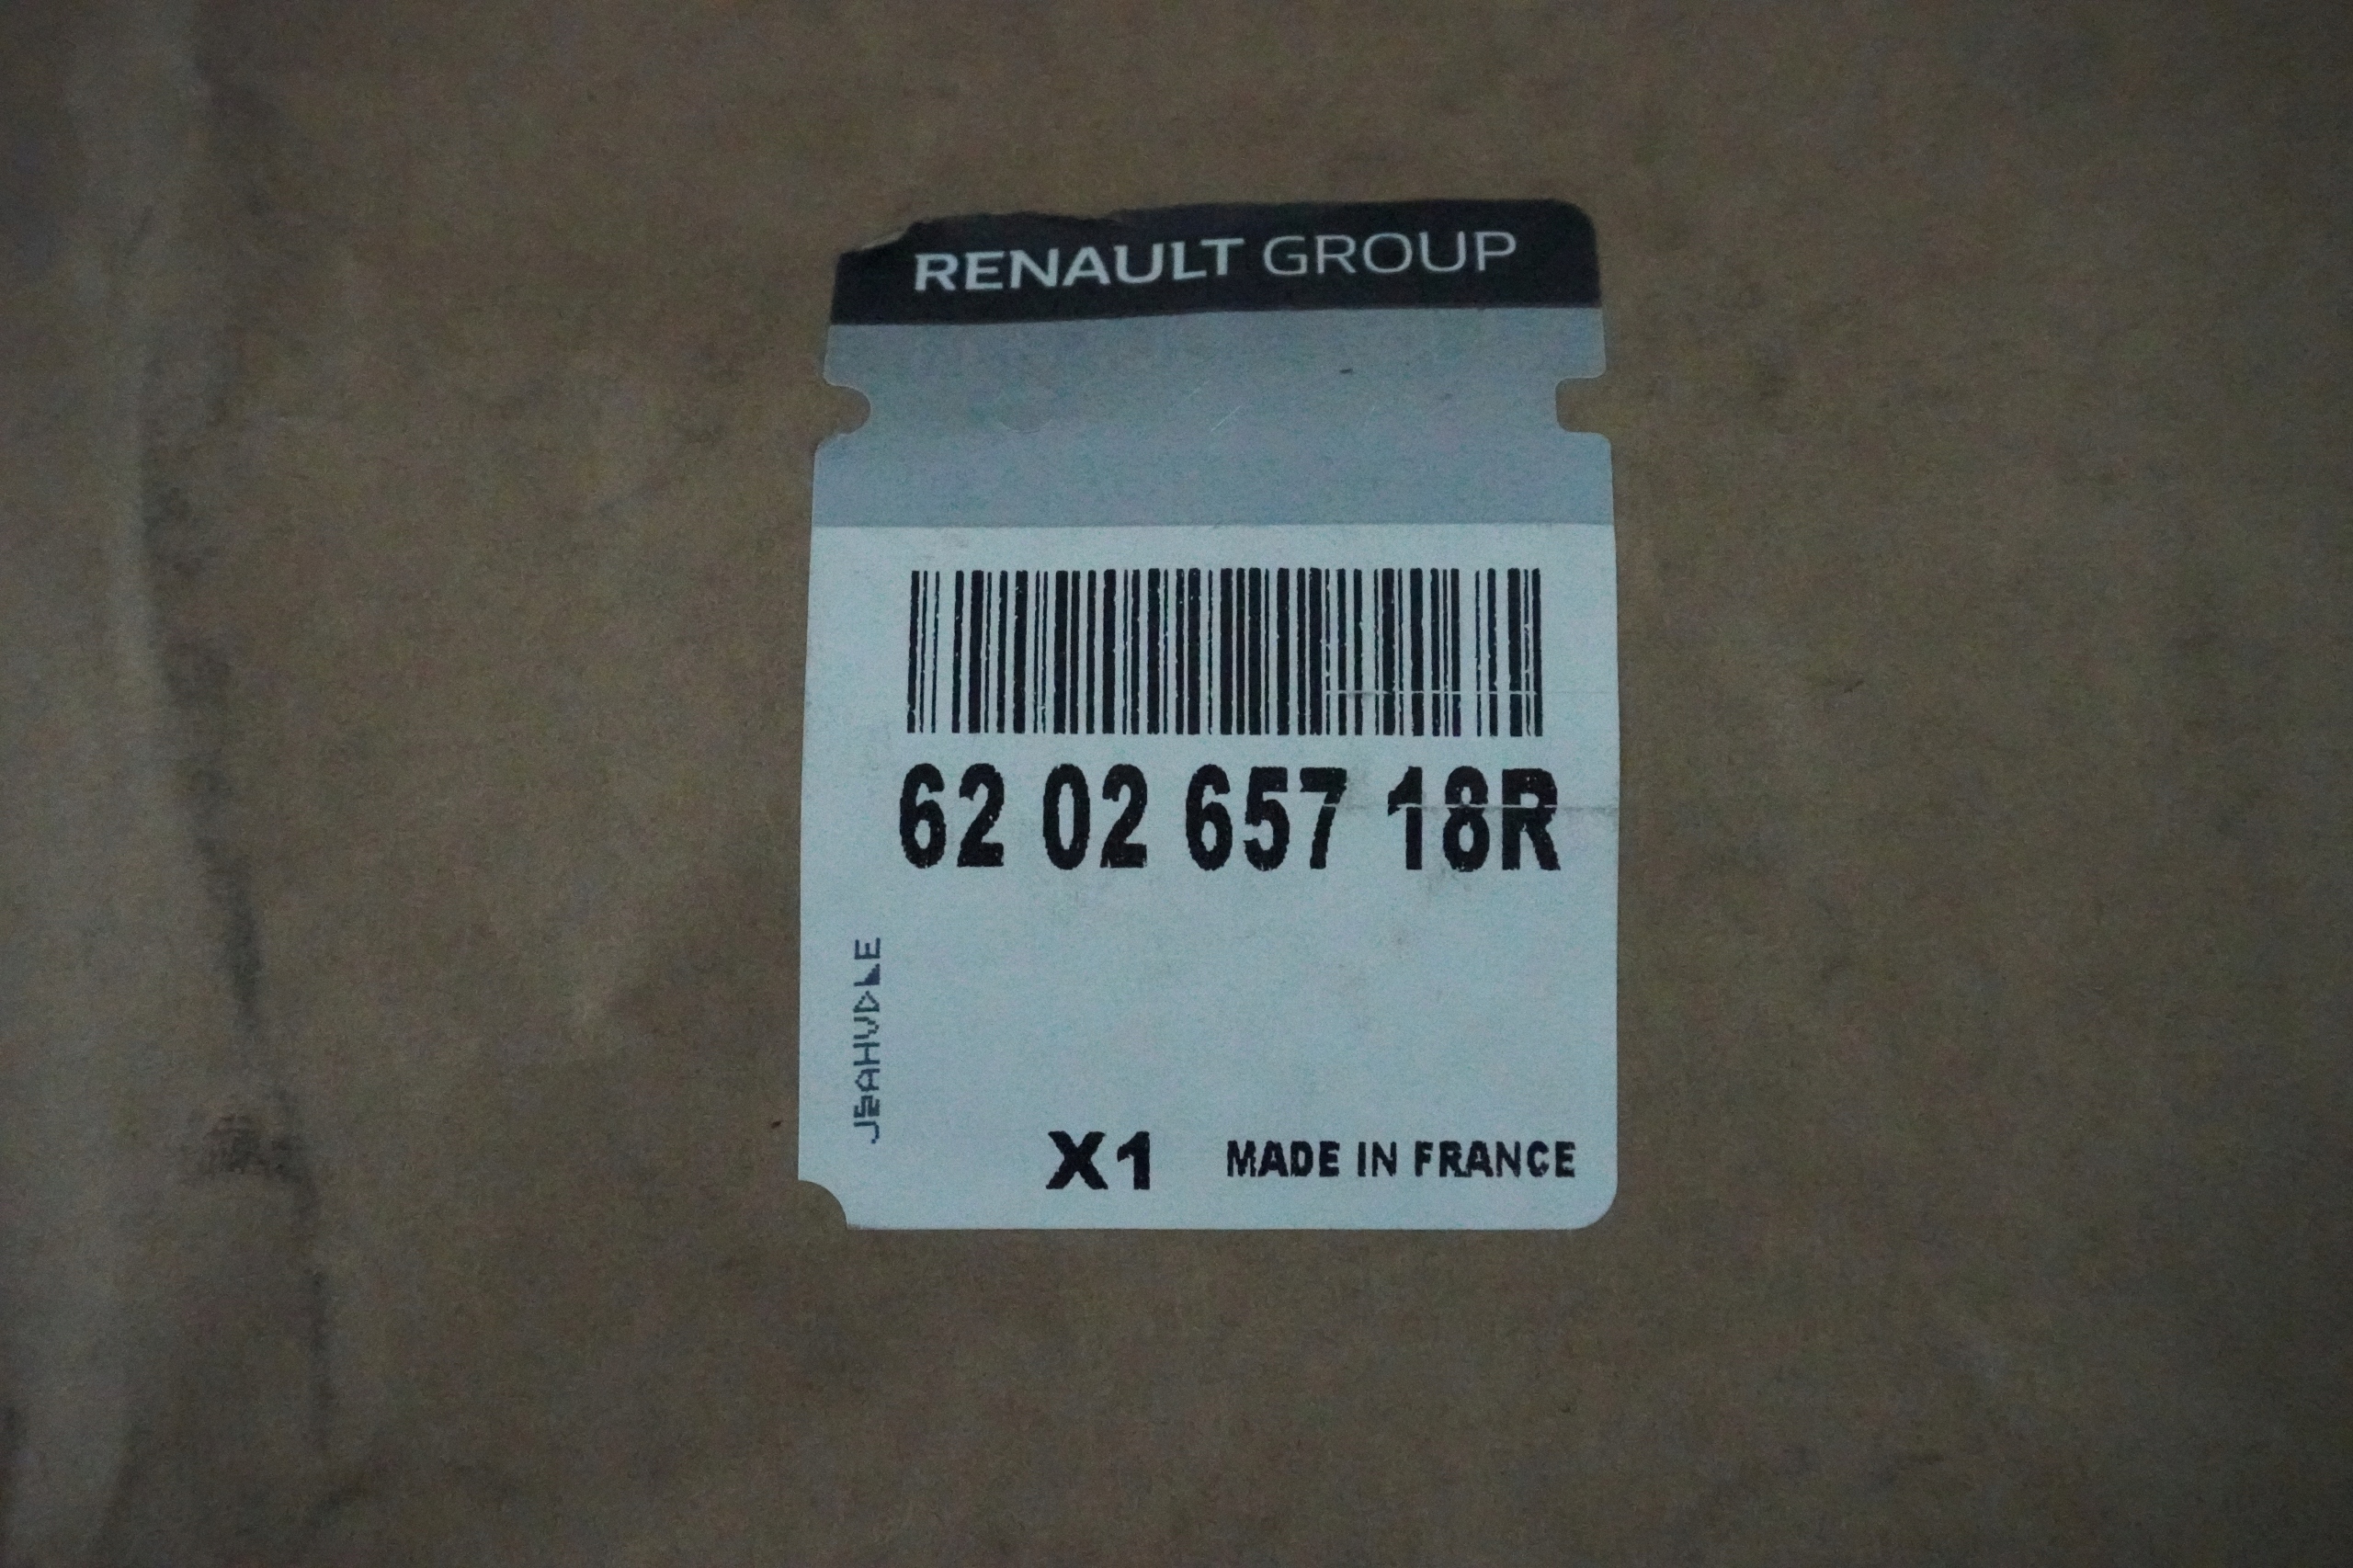 RENAULT GROUP
62 02 657 18R
X1 MADE IN FRANCE